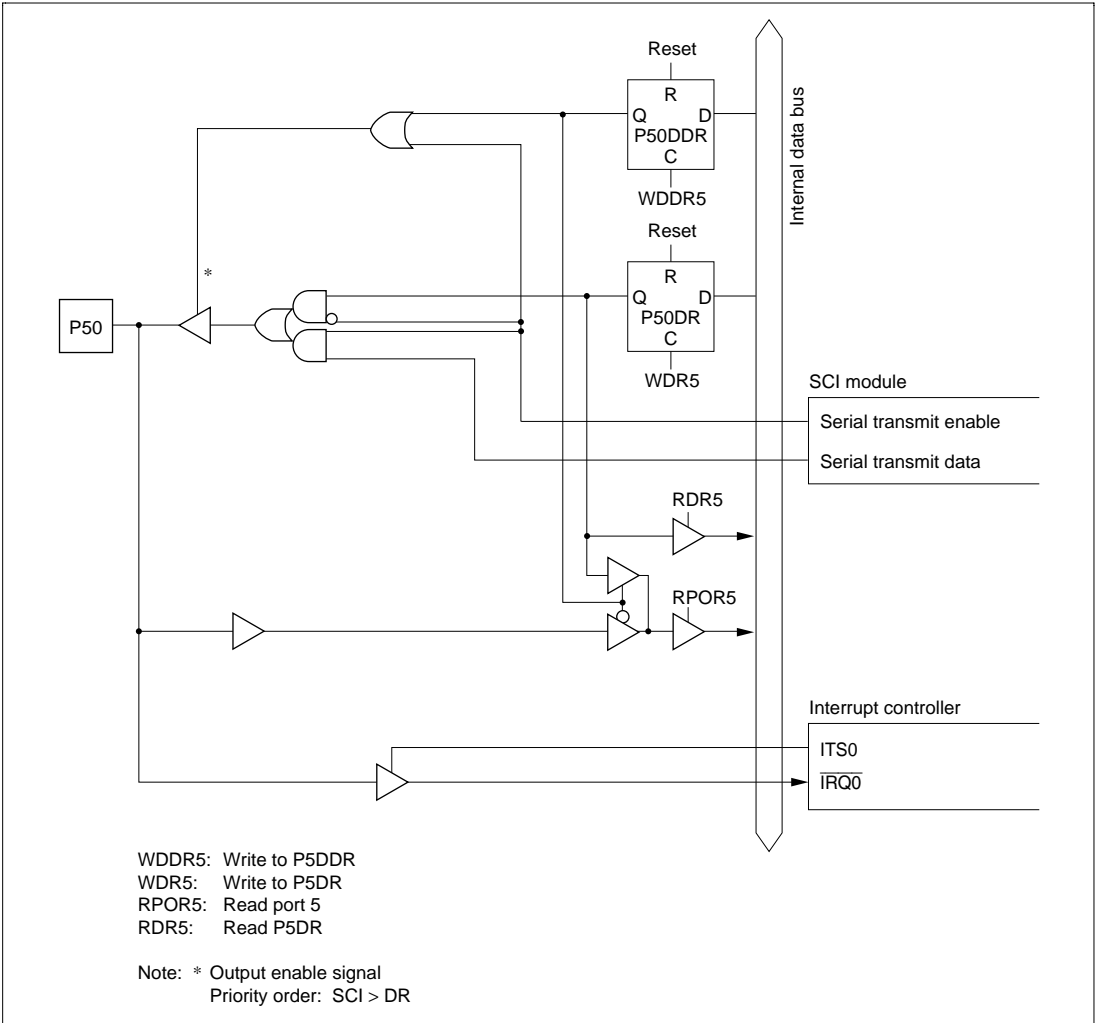 Reset
R
Q D
P50DDR
C
WDDR5
Internal data bus
Reset
R
Q D
P50DR
C
WDR5
*
P50
SCI module
Serial transmit enable
Serial transmit data
RDR5
RPOR5
Interrupt controller
ITS0
IRQ0
WDDR5: Write to P5DDR
WDR5: Write to P5DR
RPOR5: Read port 5
RDR5: Read P5DR
Note: * Output enable signal
Priority order: SCI > DR